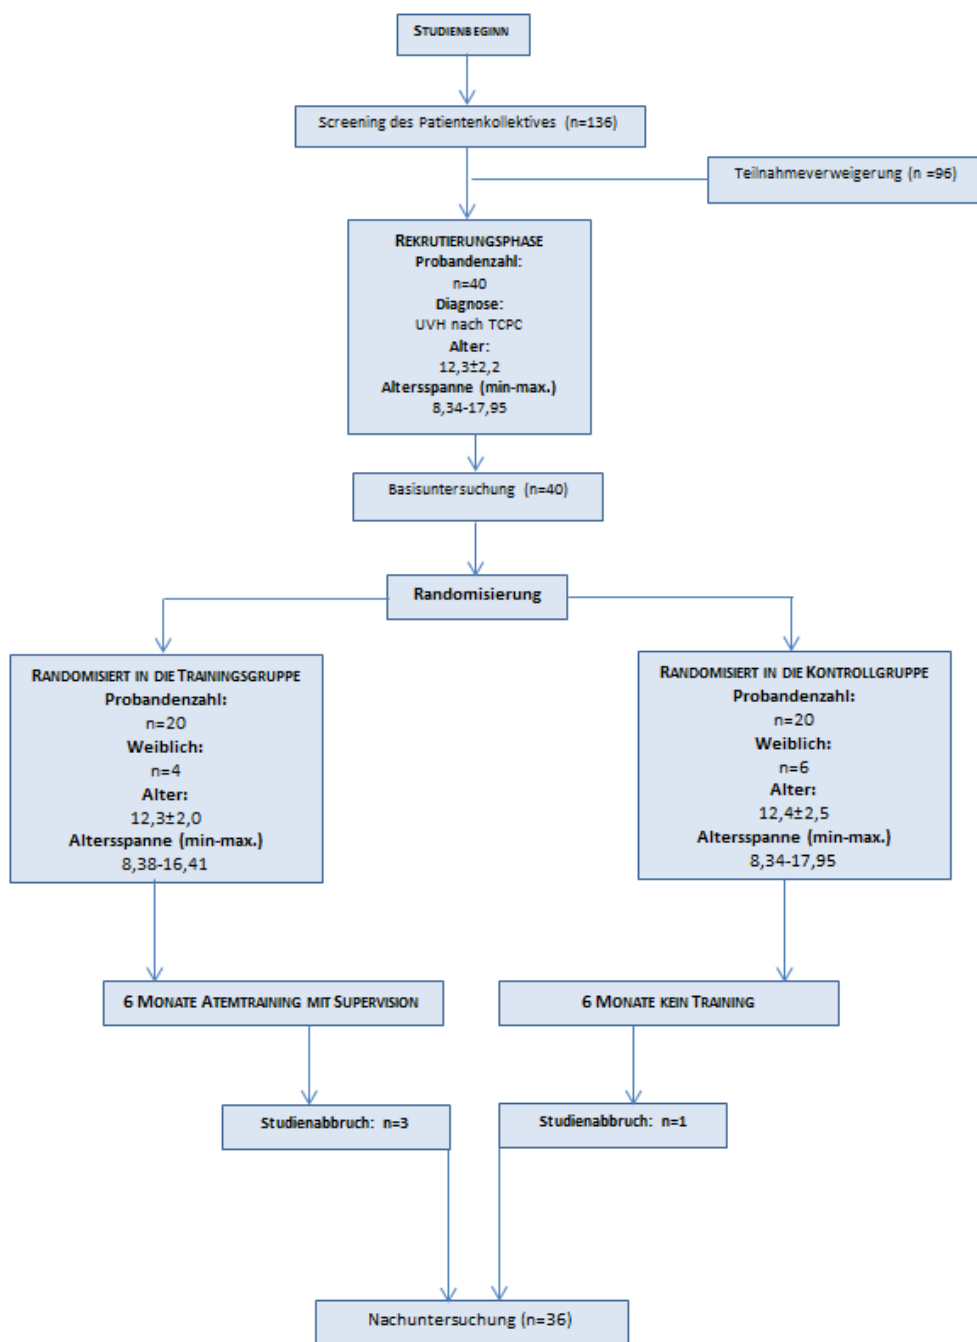 STUDIENBEGINN
Screening des Patientenkollektives (n=136)
Teilnahmeverweigerung (n =96)
REKRUTIERUNGSPHASE
Probandenzahl:
n=40
Diagnose:
UVH nach TCPC
Alter:
12,3±2,2
Altersspanne (min-max.)
8,34-17,95
Basisuntersuchung (n=40)
Randomisierung
RANDOMISIERT IN DIE TRAININGSGRUPPE
Probandenzahl:
n=20
Weiblich:
n=4
Alter:
12,3±2,0
Altersspanne (min-max.)
8,38-16,41
RANDOMISIERT IN DIE KONTROLLGRUPPE
Probandenzahl:
n=20
Weiblich:
n=6
Alter:
12,4±2,5
Altersspanne (min-max.)
8,34-17,95
6 MONATE ATEMTRAINING MIT SUPERVISION
6 MONATE KEIN TRAINING
Studienabbruch: n=3
Studienabbruch: n=1
Nachuntersuchung (n=36)